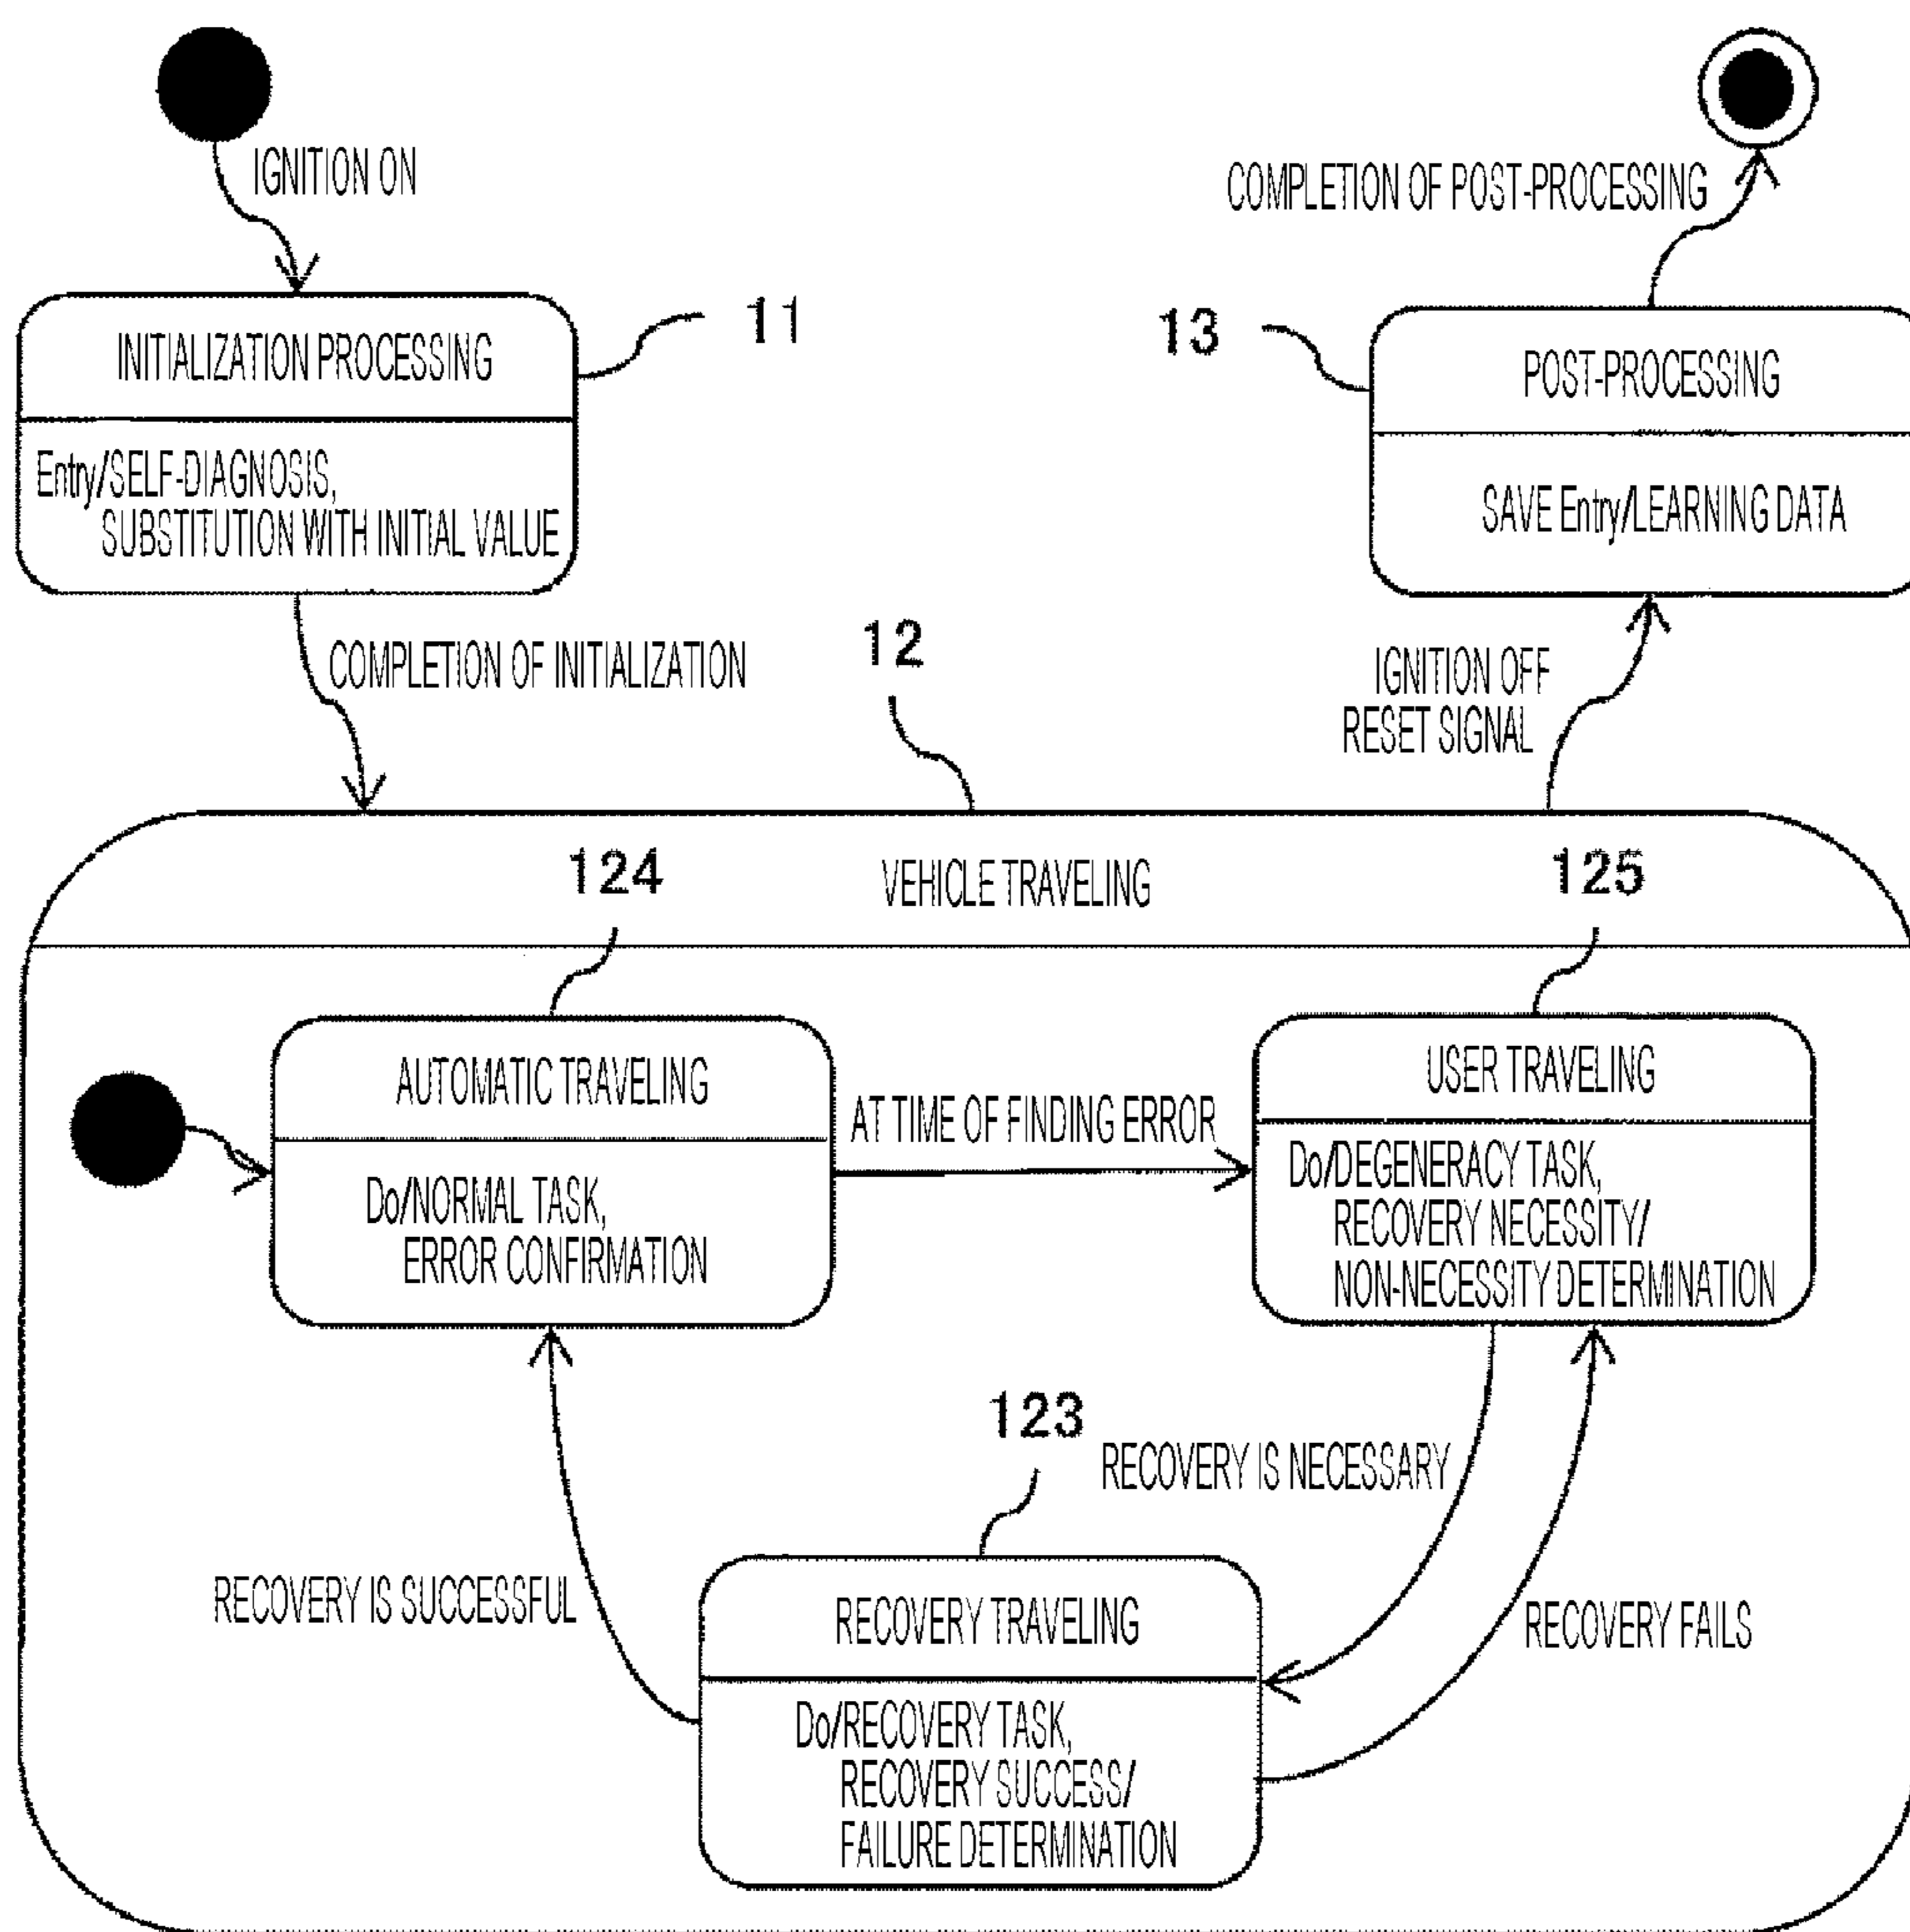 IGNITION ON
COMPLETION OF POST-PROCESSING
11
13
INITIALIZATION PROCESSING
Entry/SELF-DIAGNOSIS,
SUBSTITUTION WITH INITIAL VALUE
POST-PROCESSING
SAVE Entry/LEARNING DATA
COMPLETION OF INITIALIZATION
12
IGNITION OFF
RESET SIGNAL
VEHICLE TRAVELING
124
125
AUTOMATIC TRAVELING
Do/NORMAL TASK,
ERROR CONFIRMATION
AT TIME OF FINDING ERROR
USER TRAVELING
Do/DEGENERACY TASK,
RECOVERY NECESSITY/
NON-NECESSITY DETERMINATION
123
RECOVERY IS NECESSARY
RECOVERY IS SUCCESSFUL
RECOVERY FAILS
RECOVERY TRAVELING
Do/RECOVERY TASK,
RECOVERY SUCCESS/
FAILURE DETERMINATION